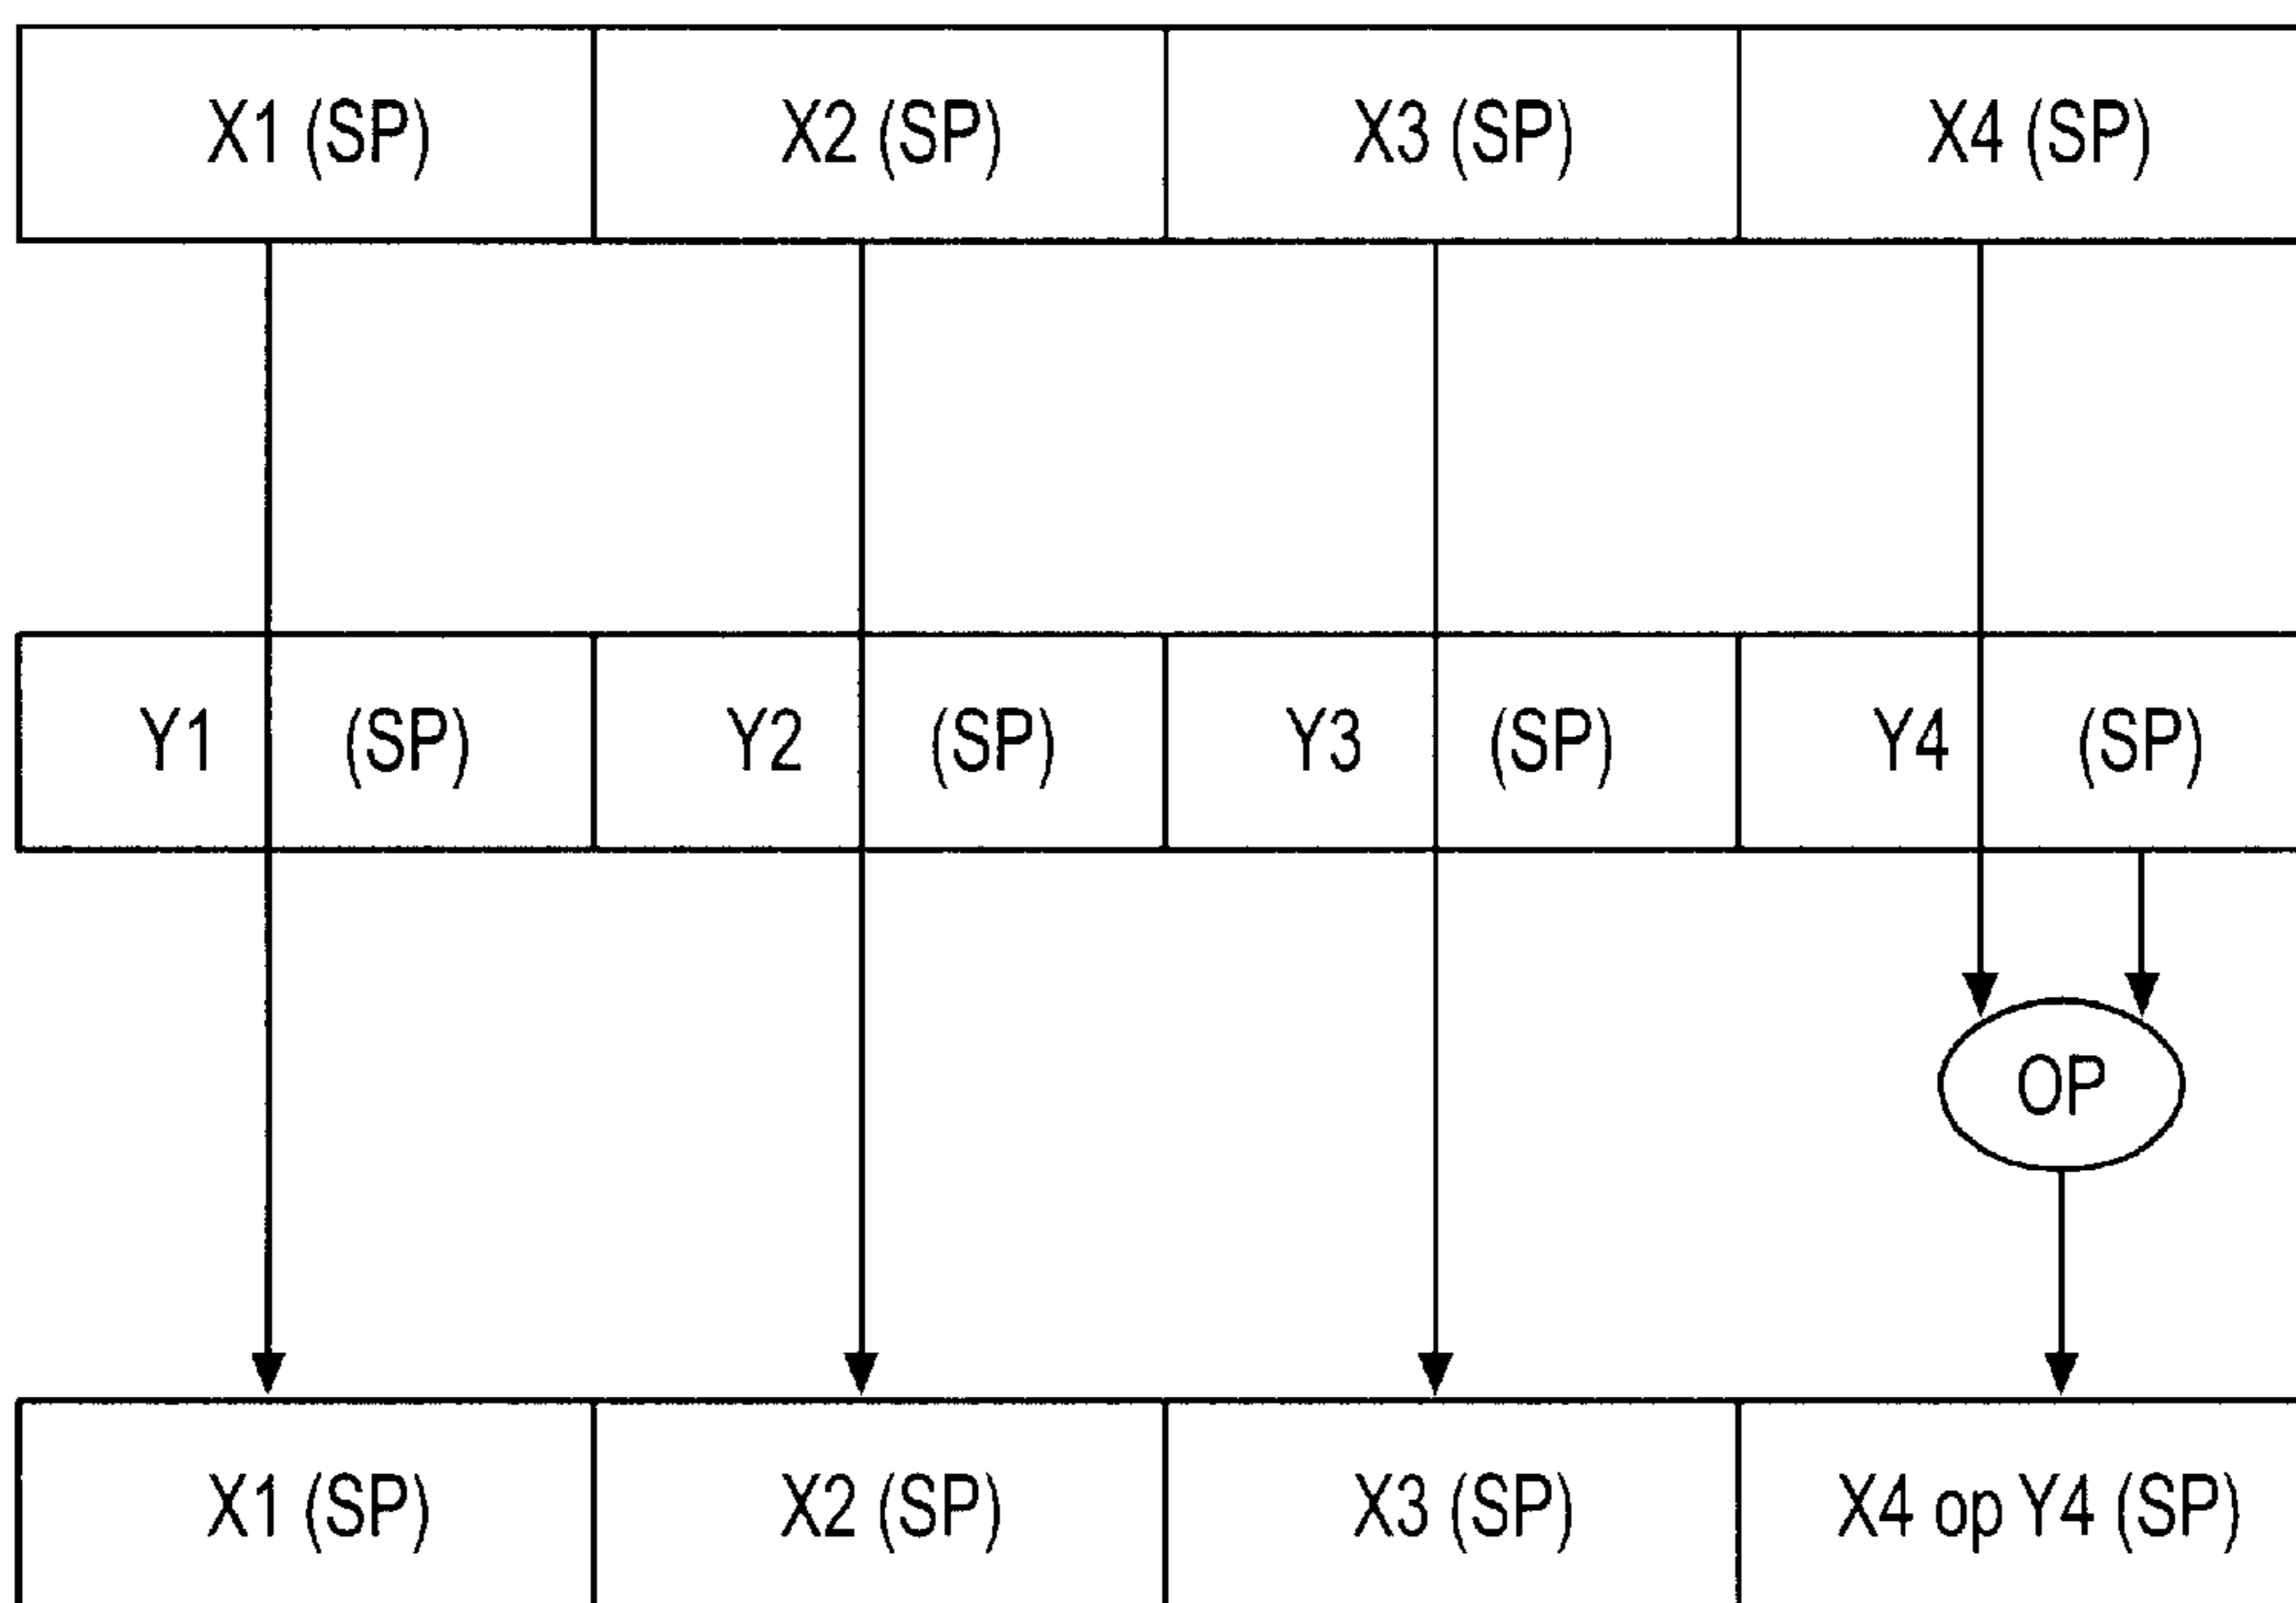 X1 (SP) X2 (SP) X3 (SP) X4 (SP)
Y1 (SP) Y2 (SP) Y3 (SP) Y4 (SP)
OP
X1 (SP) X2 (SP) X3 (SP) X4 op Y4 (SP)